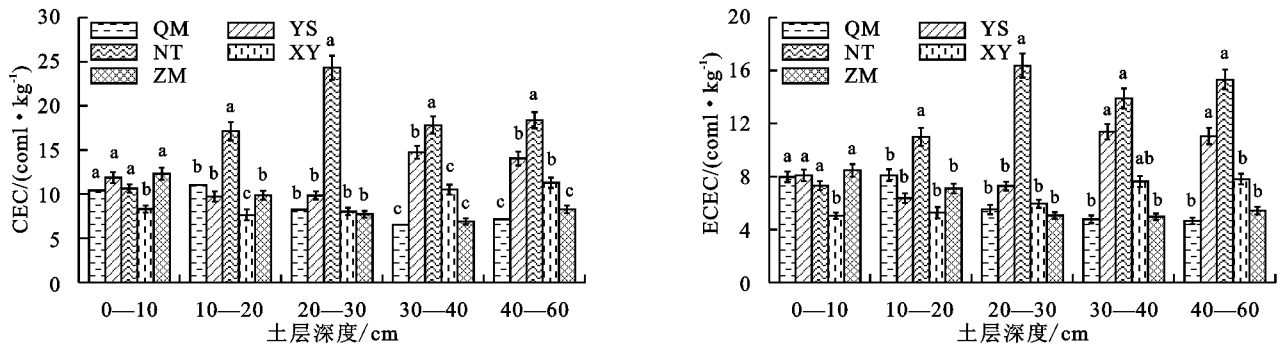 30
25
20
15
10
5
0
CEC/(coml·kg⁻¹)
QM
YS
NT
XY
ZM
a a a b a
b b a c b
b b a b b
c b a c c
c b a b c
0—10 10—20 20—30 30—40 40—60
土层深度/cm
20
16
12
8
4
0
ECEC/(coml·kg⁻¹)
QM
YS
NT
XY
ZM
a a a b a
b b a b b
b b a b b
b a a ab b
b a a b b
0—10 10—20 20—30 30—40 40—60
土层深度/cm